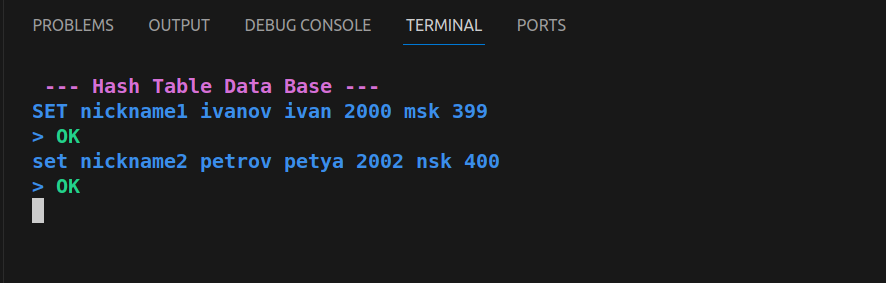 PROBLEMS OUTPUT DEBUG CONSOLE TERMINAL PORTS
--- Hash Table Data Base ---
SET nickname1 ivanov ivan 2000 msk 399
> OK
set nickname2 petrov petya 2002 nsk 400
> OK